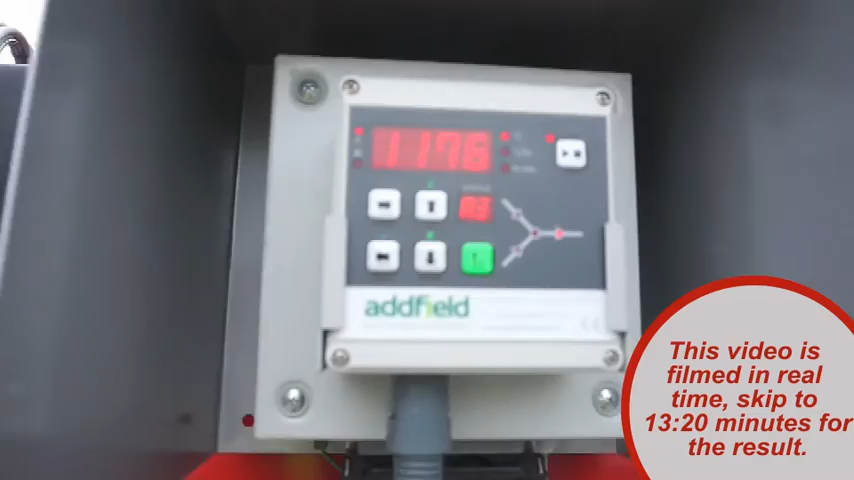 1176
addfield
This video is
filmed in real
time, skip to
13:20 minutes for
the result.